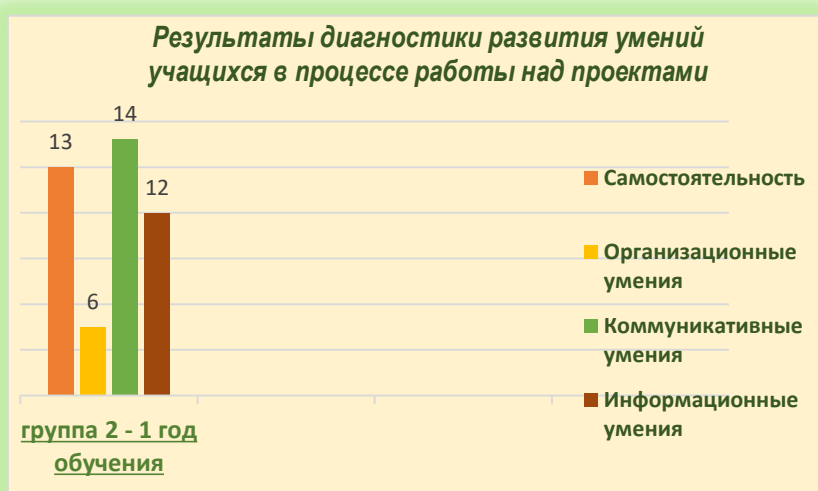 Результаты диагностики развития умений
учащихся в процессе работы над проектами
13
6
14
12
группа 2 - 1 год
обучения
Самостоятельность
Организационные
умения
Коммуникативные
умения
Информационные
умения